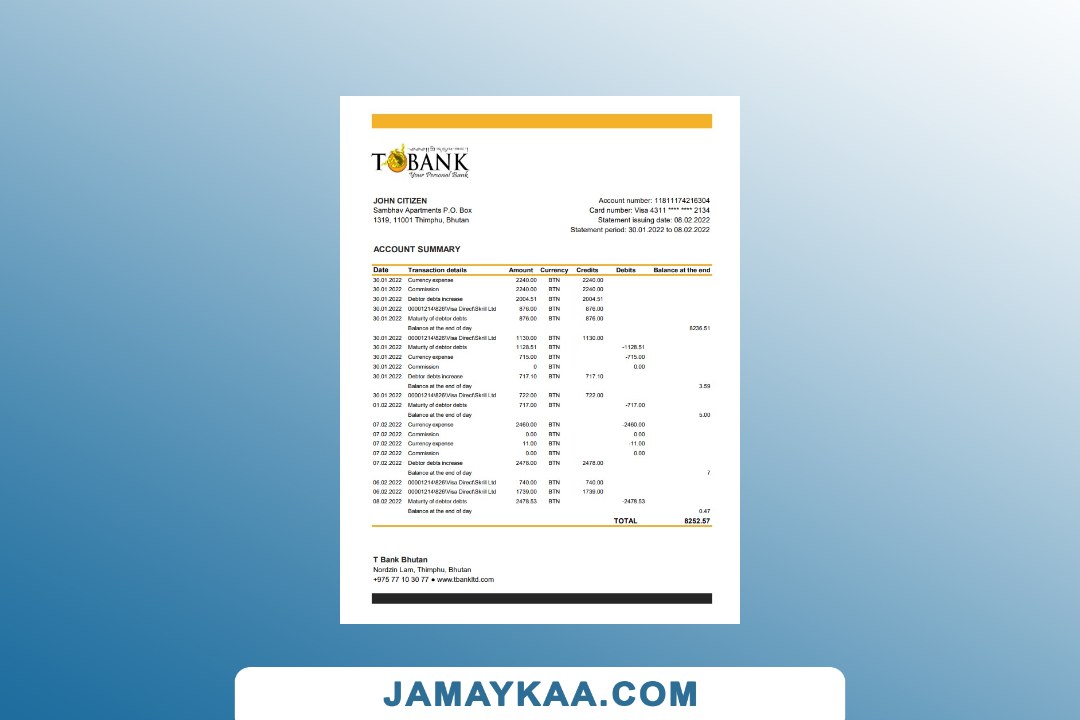 T BANK
Your Personal Bank
JOHN CITIZEN
Sambhav Apartments P.O. Box
1319, 11001 Thimphu, Bhutan
Account number: 11811174216304
Card number: Visa 4311 **** **** 2134
Statement issuing date: 08.02.2022
Statement period: 30.01.2022 to 08.02.2022
ACCOUNT SUMMARY
Date Transaction details Amount Currency Credits Debits Balance at the end
30.01.2022 Currency expense 2240.00 BTN 2240.00
30.01.2022 Commission 2240.00 BTN 2240.00
30.01.2022 Debtor debts increase 2004.51 BTN 2004.51
30.01.2022 00001214\826\Visa Direct\Skrill Ltd 876.00 BTN 876.00
30.01.2022 Maturity of debtor debts 876.00 BTN 876.00
Balance at the end of day 8236.51
30.01.2022 00001214\826\Visa Direct\Skrill Ltd 1130.00 BTN 1130.00
30.01.2022 Maturity of debtor debts 1128.51 BTN -1128.51
30.01.2022 Currency expense 715.00 BTN -715.00
30.01.2022 Commission 0 BTN 0.00
30.01.2022 Debtor debts increase 717.10 BTN 717.10
Balance at the end of day 3.59
30.01.2022 00001214\826\Visa Direct\Skrill Ltd 722.00 BTN 722.00
01.02.2022 Maturity of debtor debts 717.00 BTN -717.00
Balance at the end of day 5.00
07.02.2022 Currency expense 2460.00 BTN -2460.00
07.02.2022 Commission 0.00 BTN 0.00
07.02.2022 Currency expense 11.00 BTN -11.00
07.02.2022 Commission 0.00 BTN 0.00
07.02.2022 Debtor debts increase 2478.00 BTN 2478.00
Balance at the end of day 7
06.02.2022 00001214\826\Visa Direct\Skrill Ltd 740.00 BTN 740.00
06.02.2022 00001214\826\Visa Direct\Skrill Ltd 1739.00 BTN 1739.00
08.02.2022 Maturity of debtor debts 2478.53 BTN -2478.53
Balance at the end of day 0.47
TOTAL 8252.57
T Bank Bhutan
Nordzin Lam, Thimphu, Bhutan
+975 77 10 30 77 ● www.tbankltd.com
JAMAYKAA.COM